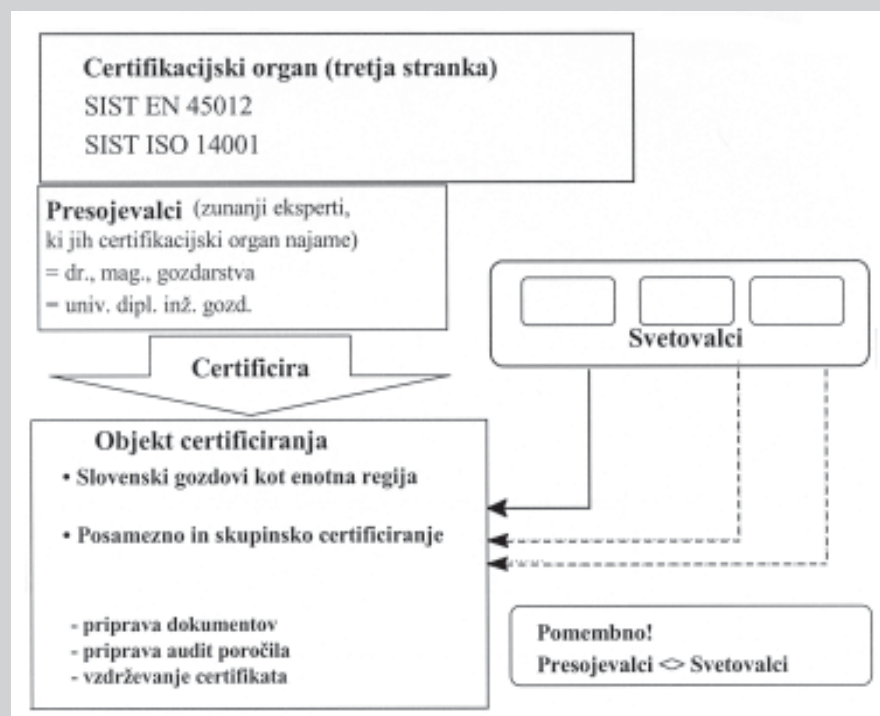 Certifikacijski organ (tretja stranka)
SIST EN 45012
SIST ISO 14001
Presojevalci (zunanji eksperti,
ki jih certifikacijski organ najame)
= dr., mag., gozdarstva
= univ. dipl. inž. gozd.
Svetovalci
Certificira
Objekt certificiranja
• Slovenski gozdovi kot enotna regija
• Posamezno in skupinsko certificiranje
- priprava dokumentov
- priprava audit poročila
- vzdrževanje certifikata
Pomembno!
Presojevalci <> Svetovalci